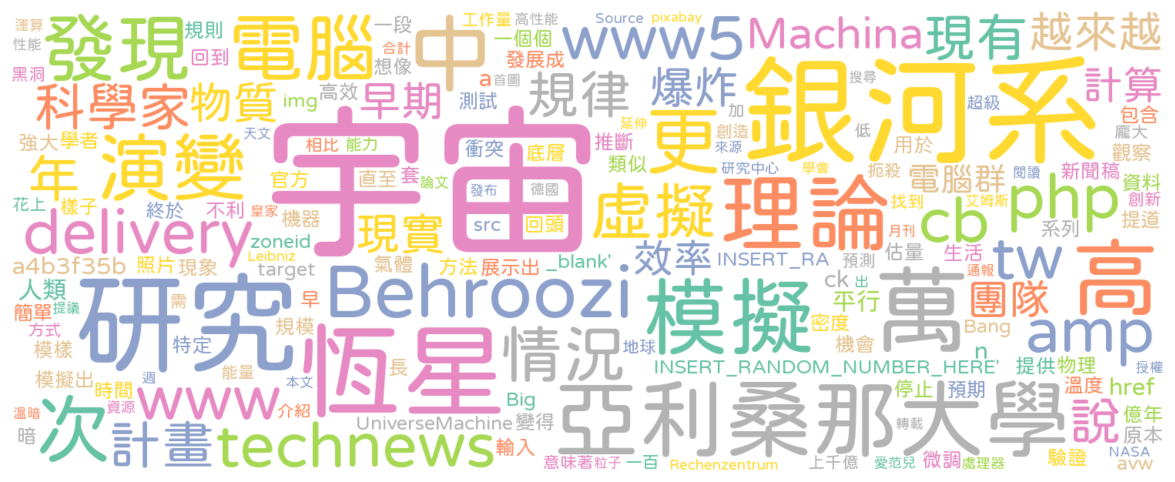 運算 發現 規則 電腦 一段 中 工作量 高性能 Source pixabay www5 Machina 現有 越來越
性能 回到 合計 一個個 發展成 想像
黑洞 科學家 物質 img 高效 早期 a 首圖 測試 規律 爆炸 銀河系 搜尋 超級 計算
加 低 包含
強大 學者 天文 相比 能力 衝突 底層 推斷 延伸 更 創造 來源 用於 龐大
年 演變 宇宙 官方 直至 套 論文 發布 德國 類似 研究中心 學會 扼殺 電腦群 新聞稿 閱讀 觀察 資料
花上 樣子 終於 不利 皇家 機器 現實 src 回頭 虛擬 理論 月刊 找到 cb 艾姆斯 php 創新
delivery zoneid Leibniz 系列 提道
a4b3f35b 照片 現象 target 氣體 方法 展示出 _blank' 效率 INSERT_RA 預測 估量 生活 tw 高
人類 研究 需 早 Behroozi 模擬 ck 出 平行 萬 通報 團隊
簡單 提議 規模 恆星 情況 密度 Bang amp
方式 特定 地球 機會 n
模樣 能量 長 INSERT_RANDOM_NUMBER_HERE' 提供 物理 授權
模擬出 時間 週 本文 Big 亞利桑那大學 停止 預期 溫度 href
溫暗 次 資源 www 介紹 UniverseMachine 變得 轉載 說 億年
暗 計畫 technews 輸入 原本
意味著 粒子 一百 Rechenzentrum 上千億 愛范兒 微調 處理器 驗證 NASA avw